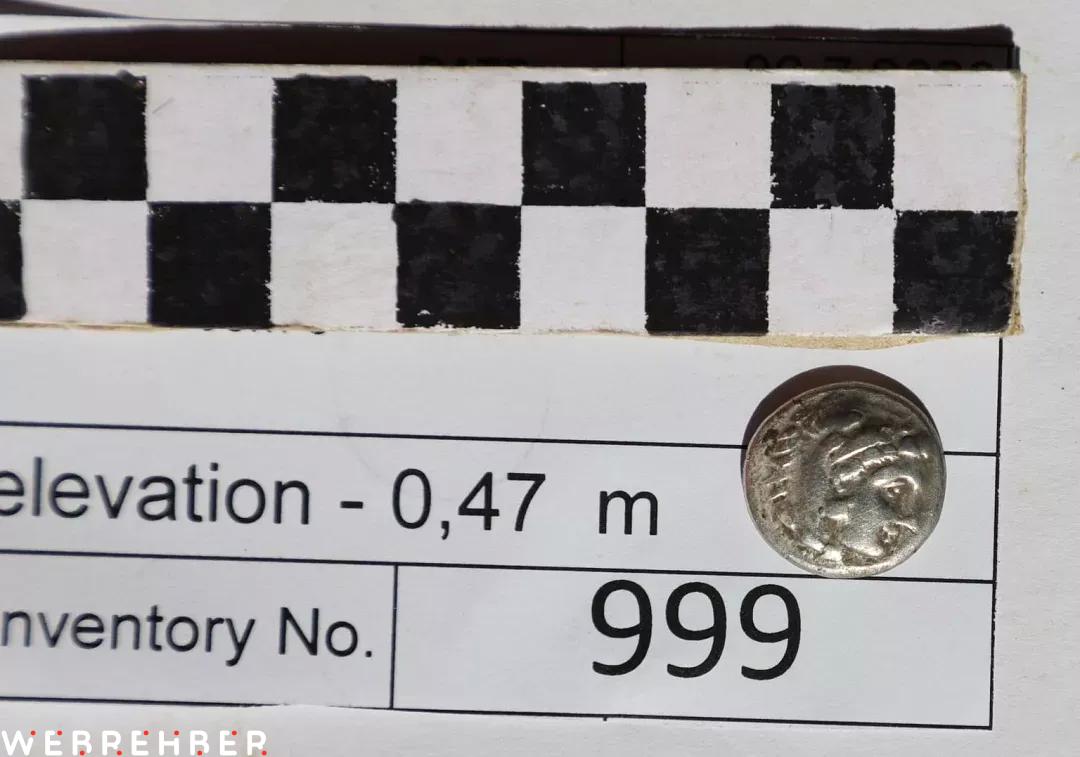 elevation - 0,47 m
nventory No. 999
WEBREHBER